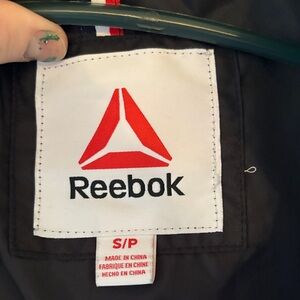 Reebok
S/P
MADE IN CHINA
FABRIQUÉ EN CHINE
HECHO EN CHINA